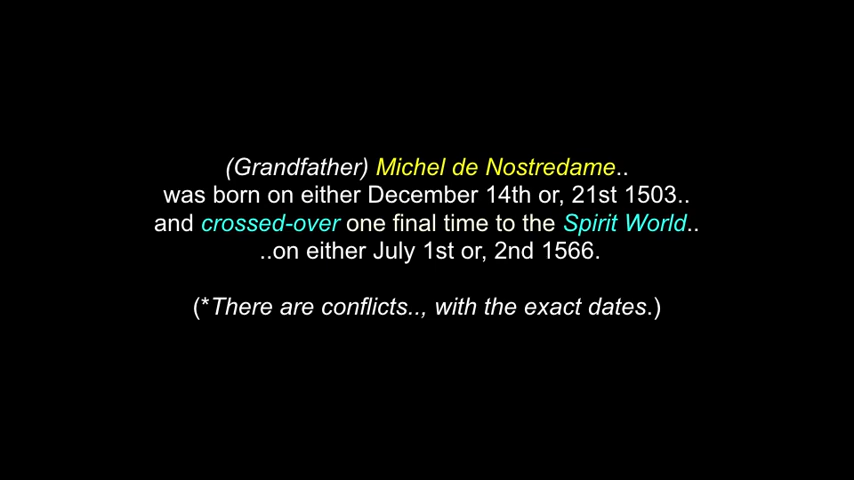 (Grandfather) Michel de Nostredame..
was born on either December 14th or, 21st 1503..
and crossed-over one final time to the Spirit World..
..on either July 1st or, 2nd 1566.
(*There are conflicts.., with the exact dates.)